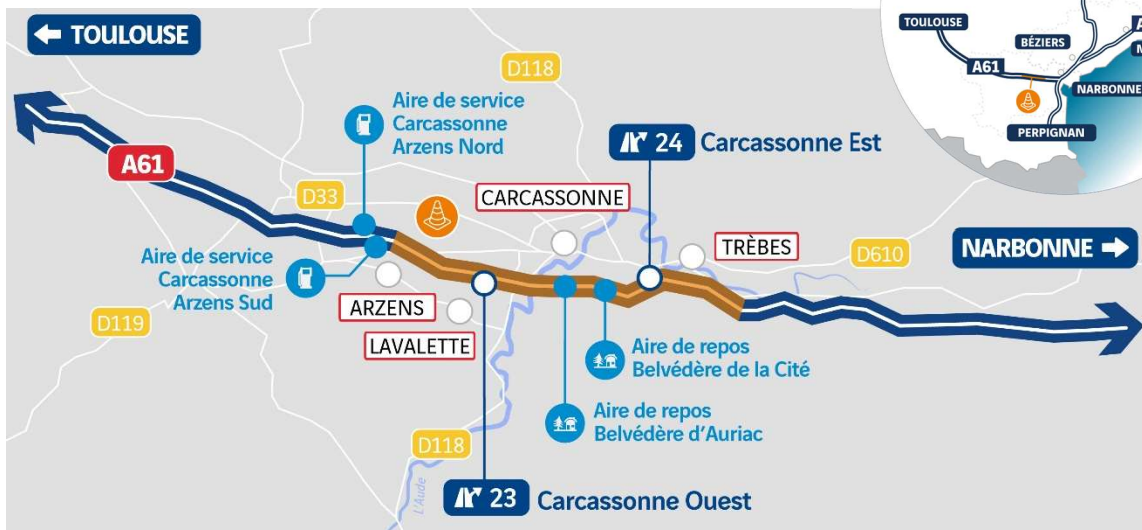 TOULOUSE
A61
D118
Aire de service
Carcassonne
Arzens Nord
D33
Aire de service
Carcassonne
Arzens Sud
D119
ARZENS
LAVALETTE
CARCASSONNE
24 Carcassonne Est
TRÈBES
D610
NARBONNE
Aire de repos
Belvédère de la Cité
Aire de repos
Belvédère d'Auriac
D118
L'Aude
23 Carcassonne Ouest
TOULOUSE
BÉZIERS
A61
NARBONNE
PERPIGNAN